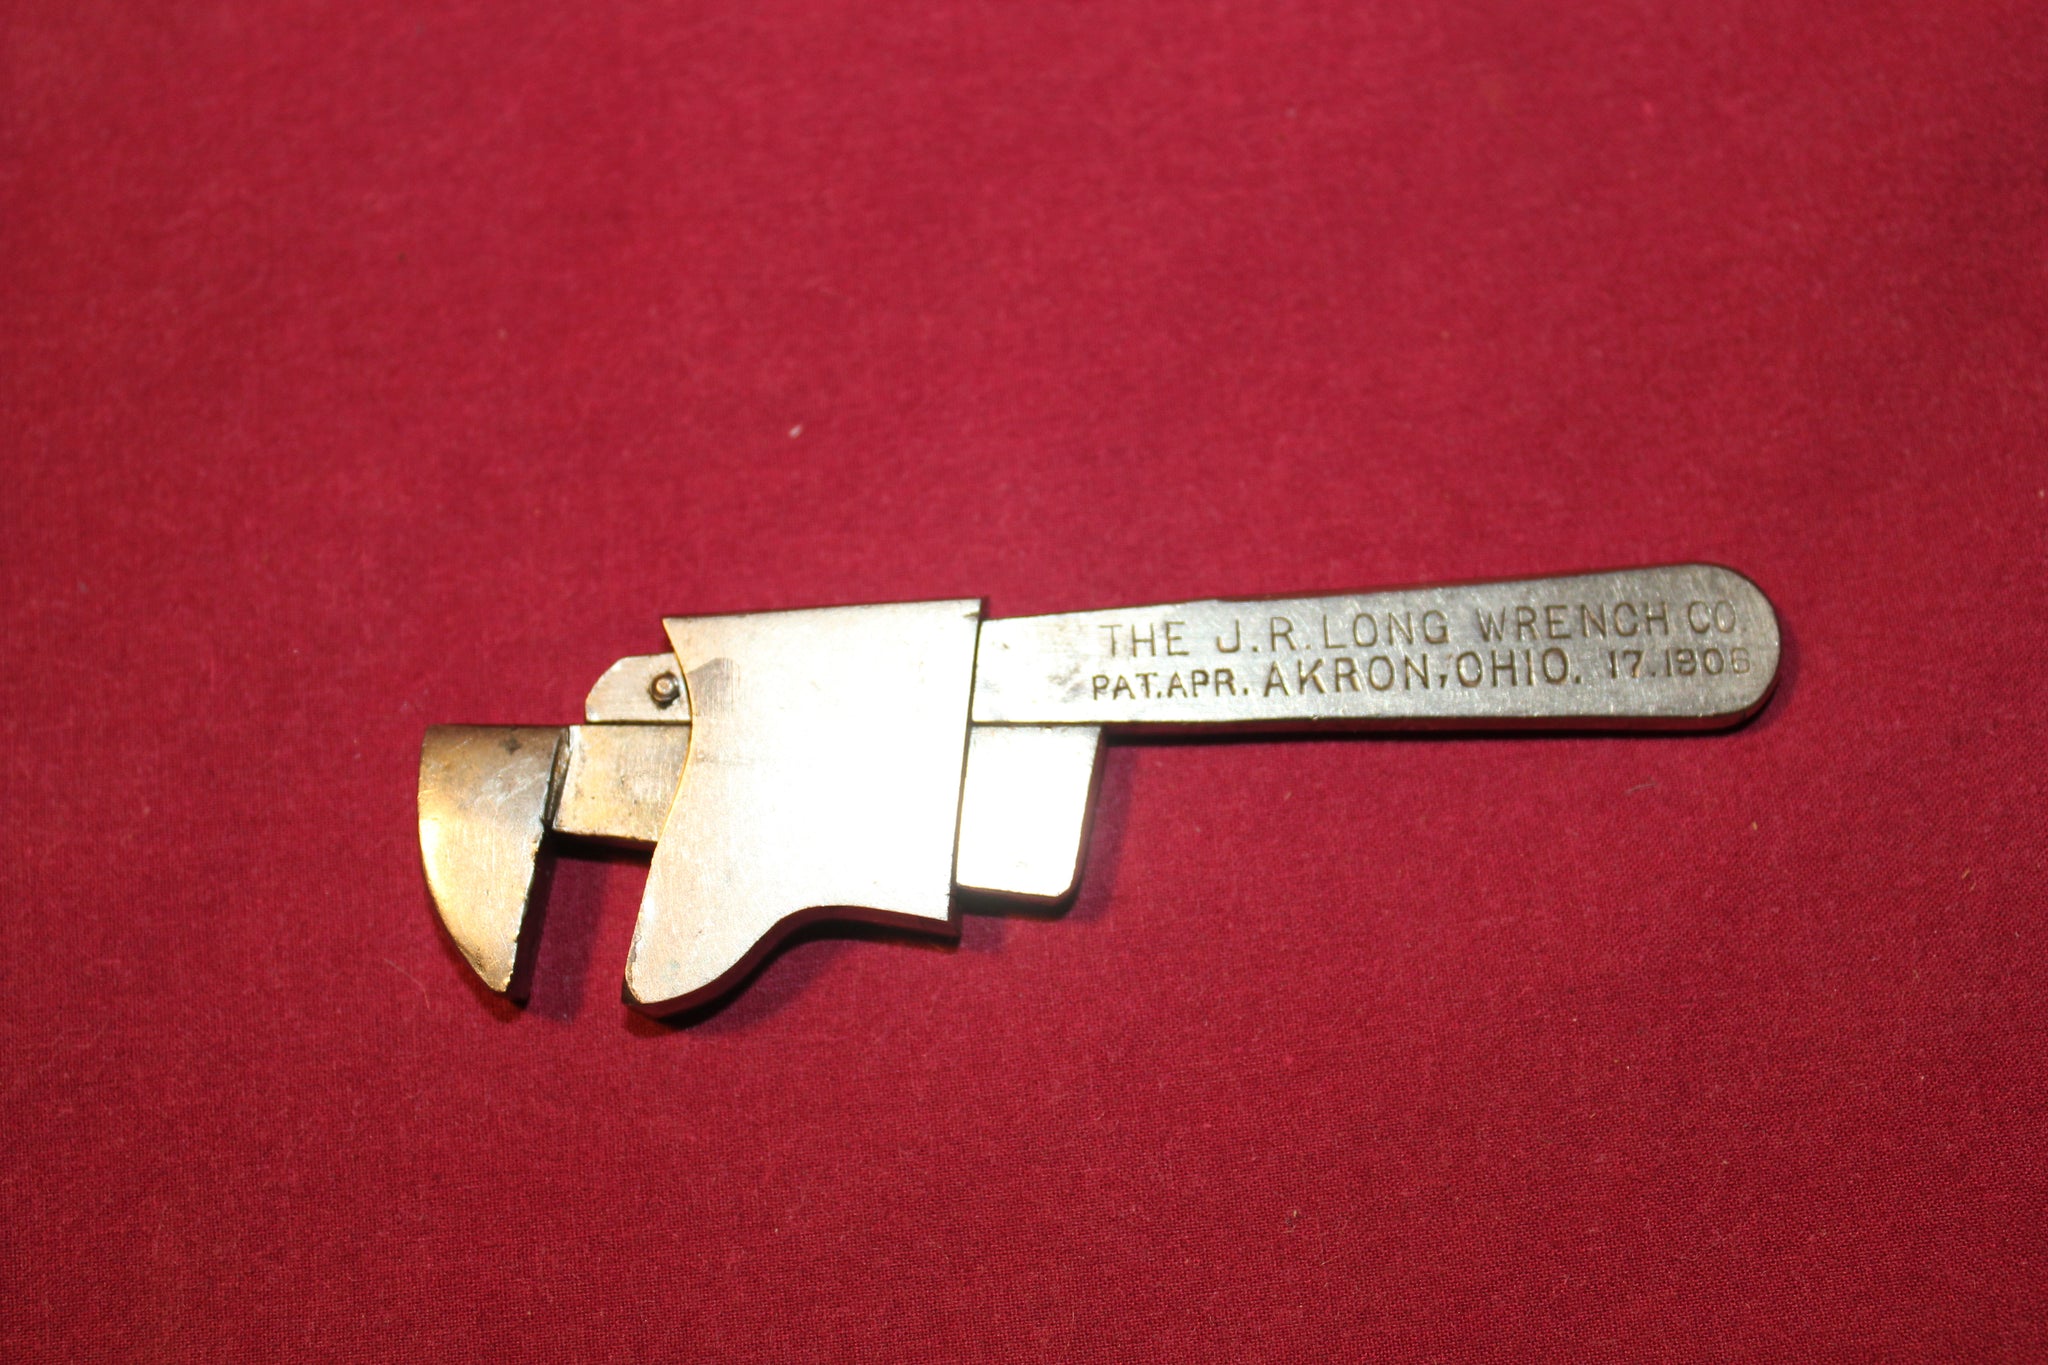 THE J.R. LONG WRENCH CO.
PAT. APR. AKRON, OHIO. 17. 1906